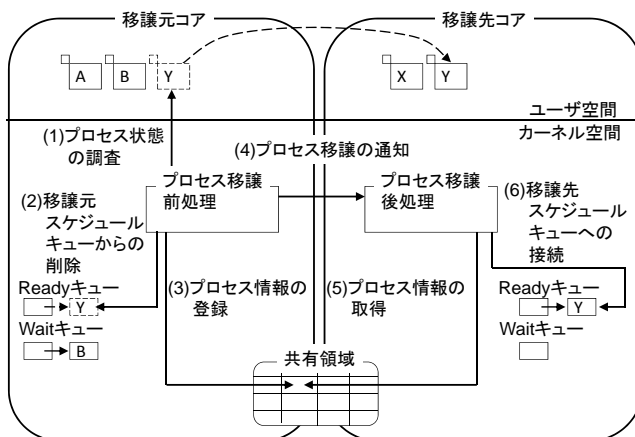 移譲元コア
移譲先コア
A
B
Y
X
Y
ユーザ空間
カーネル空間
(1)プロセス状態
の調査
(4)プロセス移譲の通知
プロセス移譲
前処理
プロセス移譲
後処理
(2)移譲元
スケジュール
キューからの
削除
(6)移譲先
スケジュール
キューへの
接続
(3)プロセス情報の
登録
(5)プロセス情報の
取得
Readyキュー
Y
Waitキュー
B
Readyキュー
Y
Waitキュー
共有領域